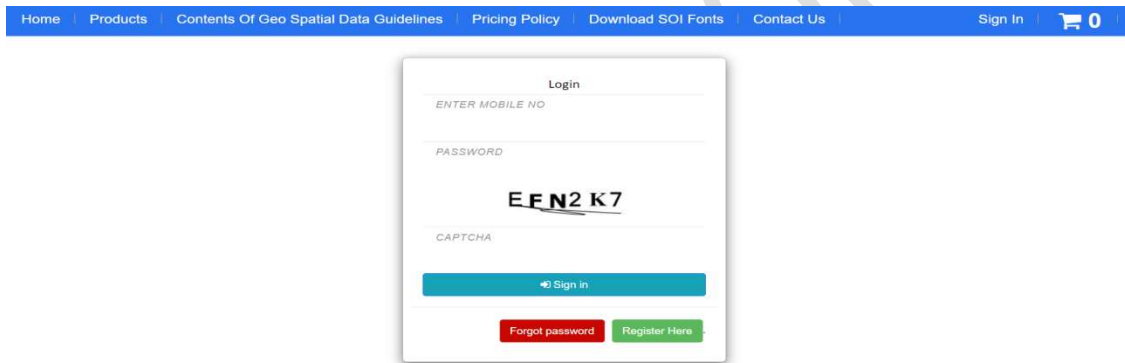 Home Products Contents Of Geo Spatial Data Guidelines Pricing Policy Download SOI Fonts Contact Us Sign In 0
Login
ENTER MOBILE NO
PASSWORD
EFN2K7
CAPTCHA
Sign in
Forgot password Register Here